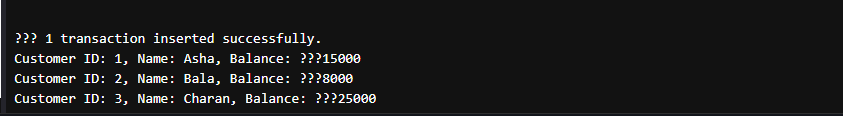 ??? 1 transaction inserted successfully.
Customer ID: 1, Name: Asha, Balance: ???15000
Customer ID: 2, Name: Bala, Balance: ???8000
Customer ID: 3, Name: Charan, Balance: ???25000